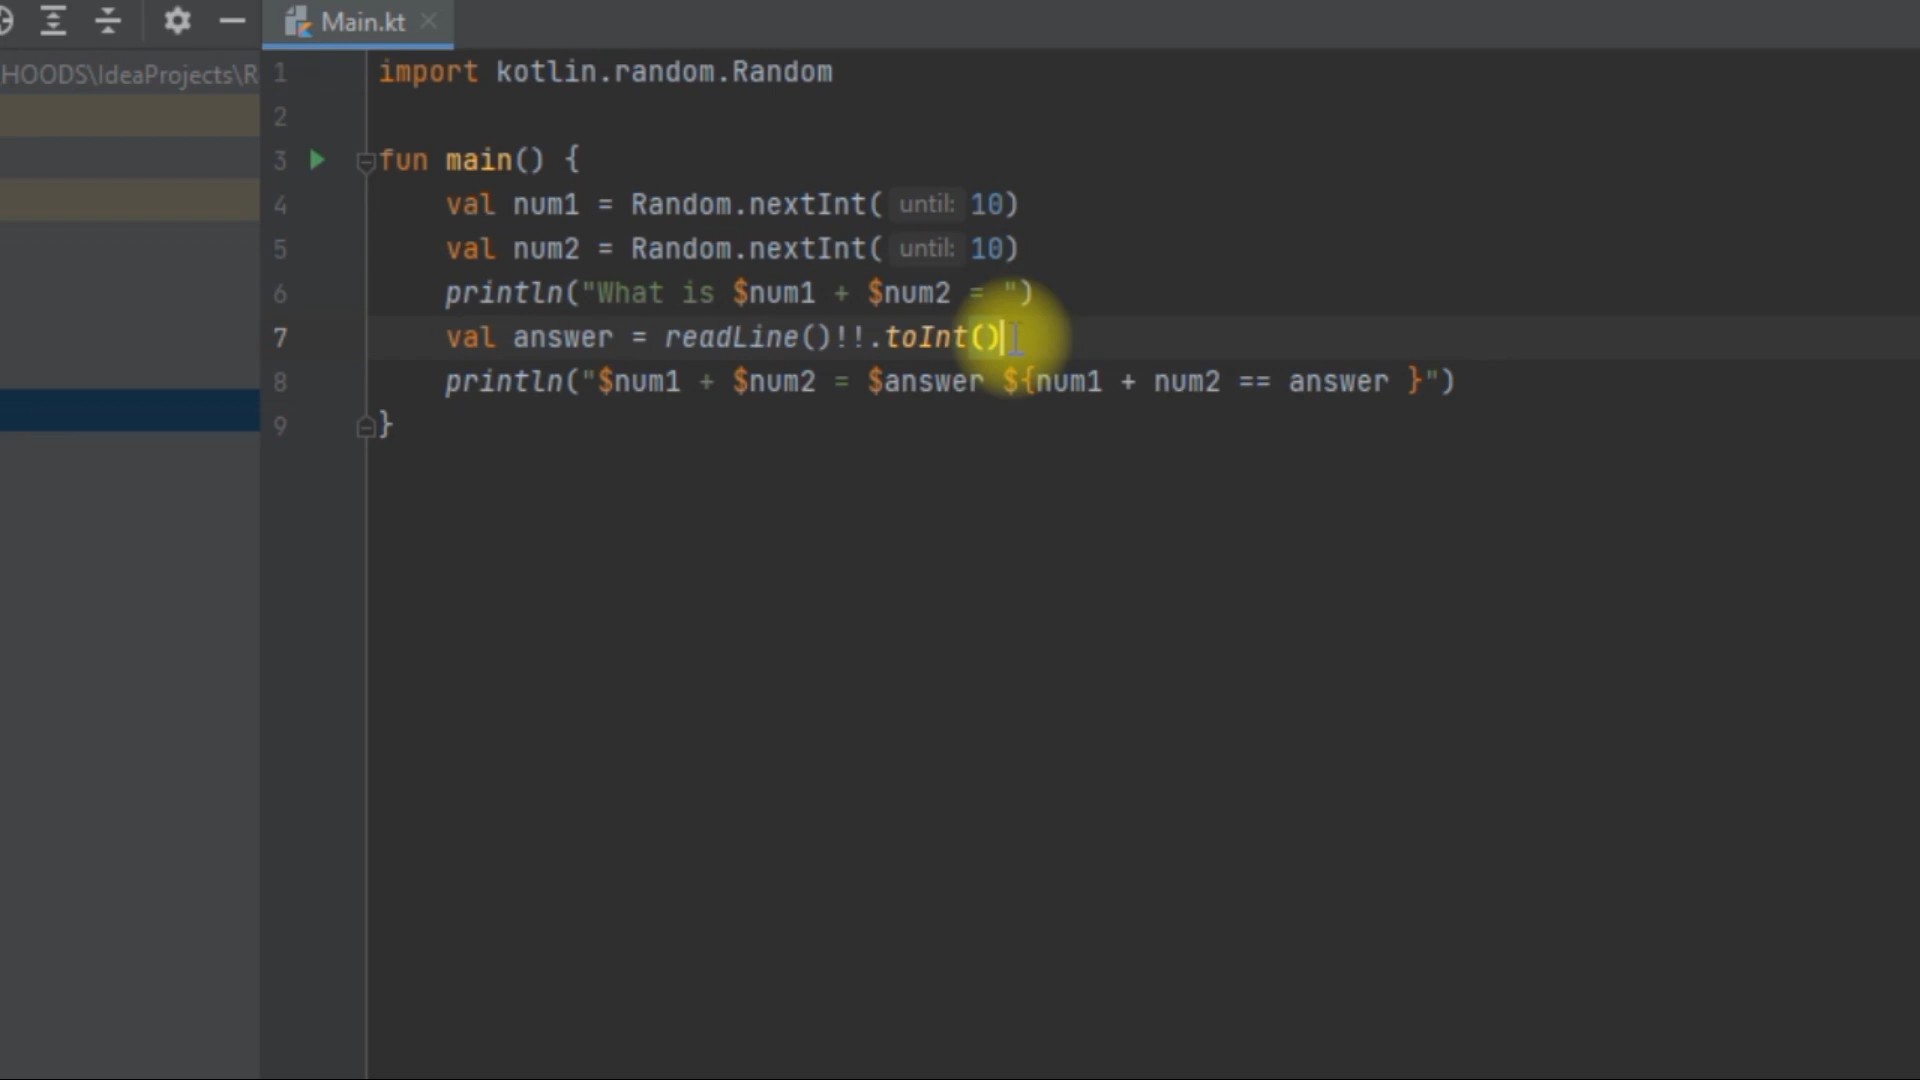 Main.kt
HOODS\IdeaProjects\R
1 import kotlin.random.Random
2
3 fun main() {
4 val num1 = Random.nextInt( until: 10)
5 val num2 = Random.nextInt( until: 10)
6 println("What is $num1 + $num2 = ")
7 val answer = readLine()!!.toInt()
8 println("$num1 + $num2 = $answer ${num1 + num2 == answer }")
9 }